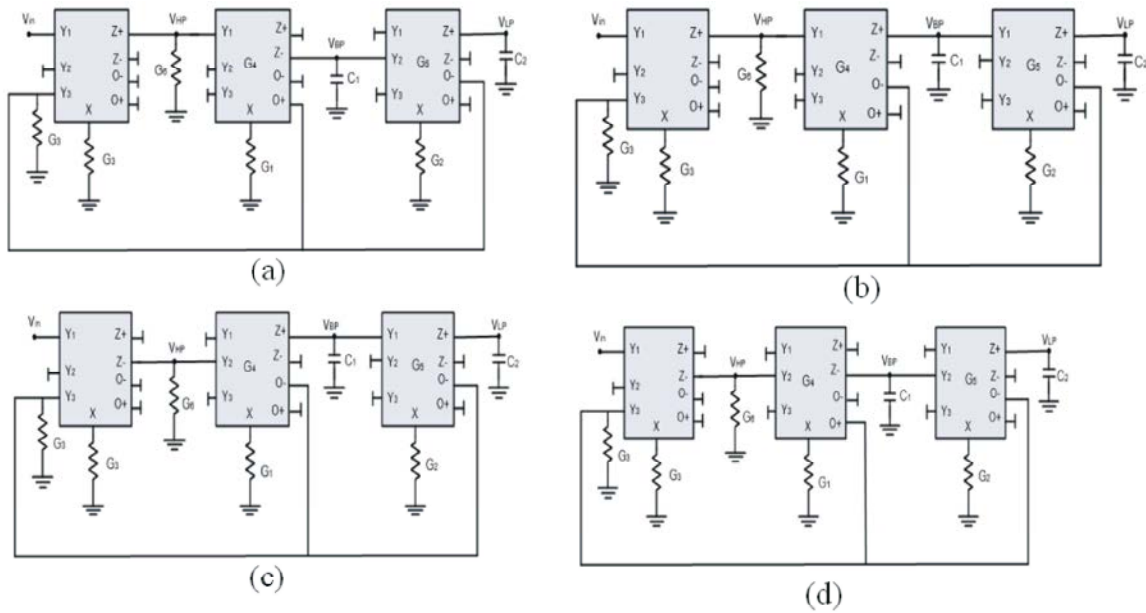 Vin
Y1
Z+
Y2
Z-
O-
Y3
O+
X
G3
G3
VHP
G6
Y1
Z+
Y2
G4
Z-
O-
Y3
O+
X
G1
VBP
C1
Y1
Z+
Y2
G5
Z-
O-
Y3
O+
X
G2
VLP
C2
(a)
Vin
Y1
Z+
Y2
Z-
O-
Y3
O+
X
G3
G3
VHP
G6
Y1
Z+
Y2
G4
Z-
O-
Y3
O+
X
G1
VBP
C1
Y1
Z+
Y2
G5
Z-
O-
Y3
O+
X
G2
VLP
C2
(b)
Vin
Y1
Z+
Y2
Z-
O-
Y3
O+
X
G3
G3
VHP
G6
Y1
Z+
Y2
G4
Z-
O-
Y3
O+
X
G1
VBP
C1
Y1
Z+
Y2
G5
Z-
O-
Y3
O+
X
G2
VLP
C2
(c)
Vin
Y1
Z+
Y2
Z-
O-
Y3
O+
X
G3
G3
VHP
G6
Y1
Z+
Y2
G4
Z-
O-
Y3
O+
X
G1
VBP
C1
Y1
Z+
Y2
G5
Z-
O-
Y3
O+
X
G2
VLP
C2
(d)